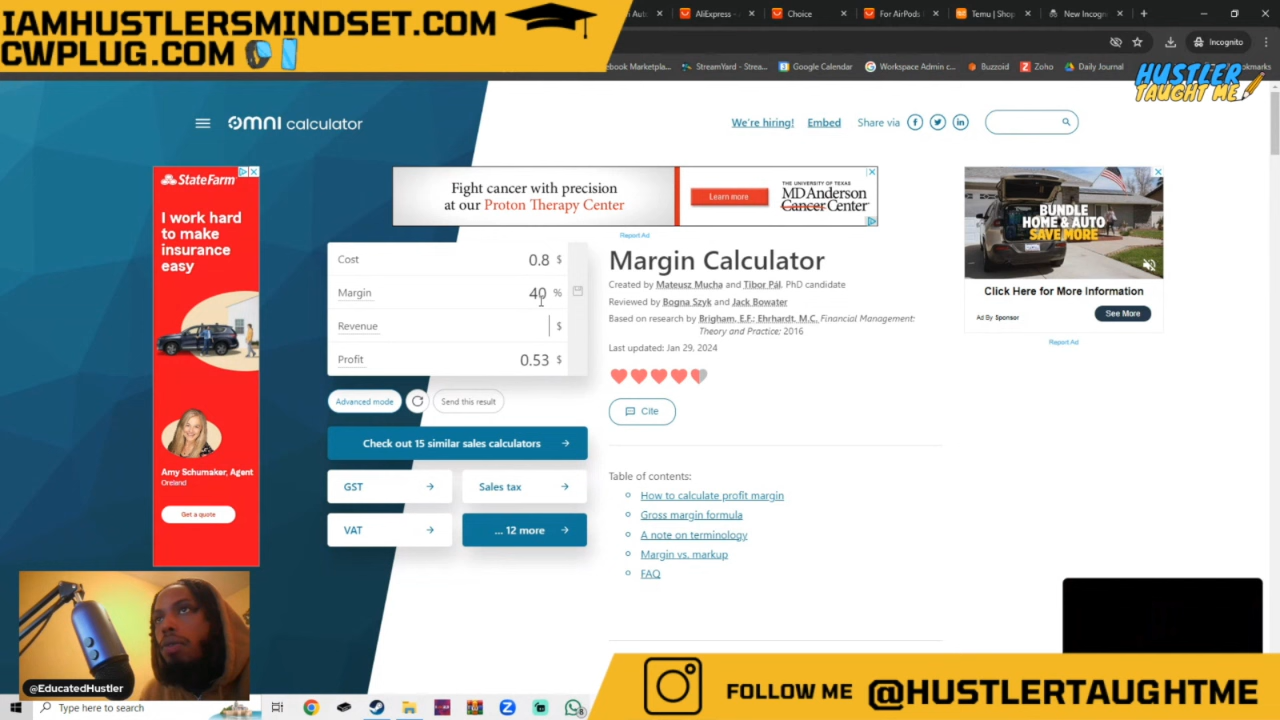 IAMHUSTLERSMINDSET.COM
CWPLUG.COM
AliExpress
Choice
For AirPods
Temu | Shop
New Incogn
Incognito
ebook Marketpla...
StreamYard - Strea...
Google Calendar
Workspace Admin c...
Buzzoid
Zoho
Daily Journal
okmarks
HUSTLER
TAUGHT ME
OMNI calculator
We're hiring!
Embed
Share via
StateFarm
I work hard
to make
insurance
easy
Amy Schumaker, Agent
Oreland
Get a quote
Fight cancer with precision
at our Proton Therapy Center
Learn more
THE UNIVERSITY OF TEXAS
MD Anderson
Cancer Center
Report Ad
Cost 0.8 $
Margin 40 %
Revenue $
Profit 0.53 $
Advanced mode
Send this result
Check out 15 similar sales calculators
GST
Sales tax
VAT
... 12 more
Margin Calculator
Created by Mateusz Mucha and Tibor Pál, PhD candidate
Reviewed by Bogna Szyk and Jack Bowater
Based on research by Brigham, E.F.; Ehrhardt, M.C. Financial Management:
Theory and Practice; 2016
Last updated: Jan 29, 2024
Cite
Table of contents:
How to calculate profit margin
Gross margin formula
A note on terminology
Margin vs. markup
FAQ
BUNDLE
HOME & AUTO
SAVE MORE
Click Here for More Information
Ad By Sponsor
See More
Report Ad
@EducatedHustler
Type here to search
FOLLOW ME @HUSTLERTAUGHTME